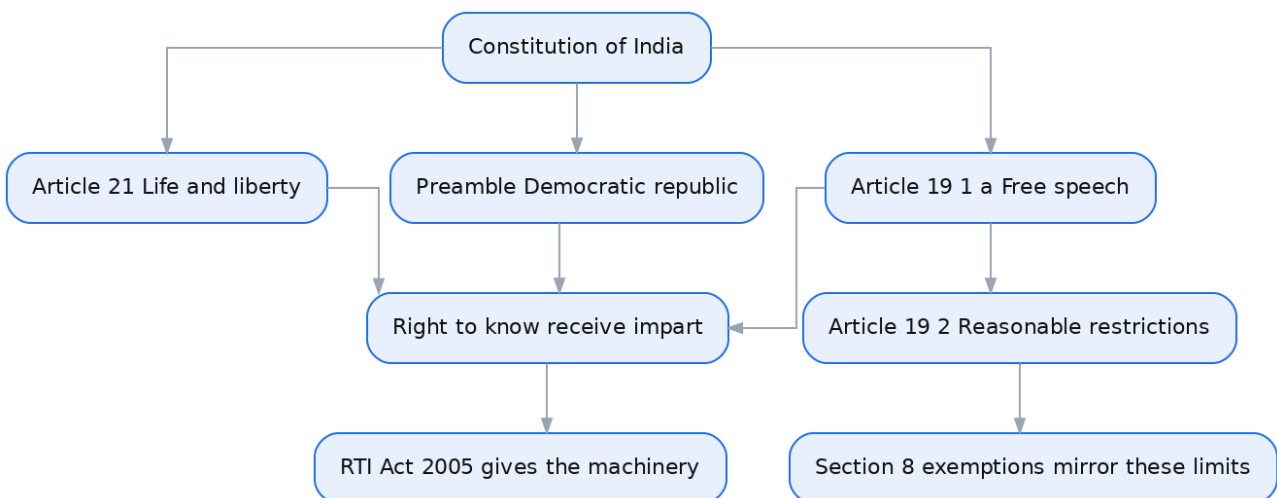 Constitution of India
Article 21 Life and liberty
Preamble Democratic republic
Article 19 1 a Free speech
Right to know receive impart
Article 19 2 Reasonable restrictions
RTI Act 2005 gives the machinery
Section 8 exemptions mirror these limits